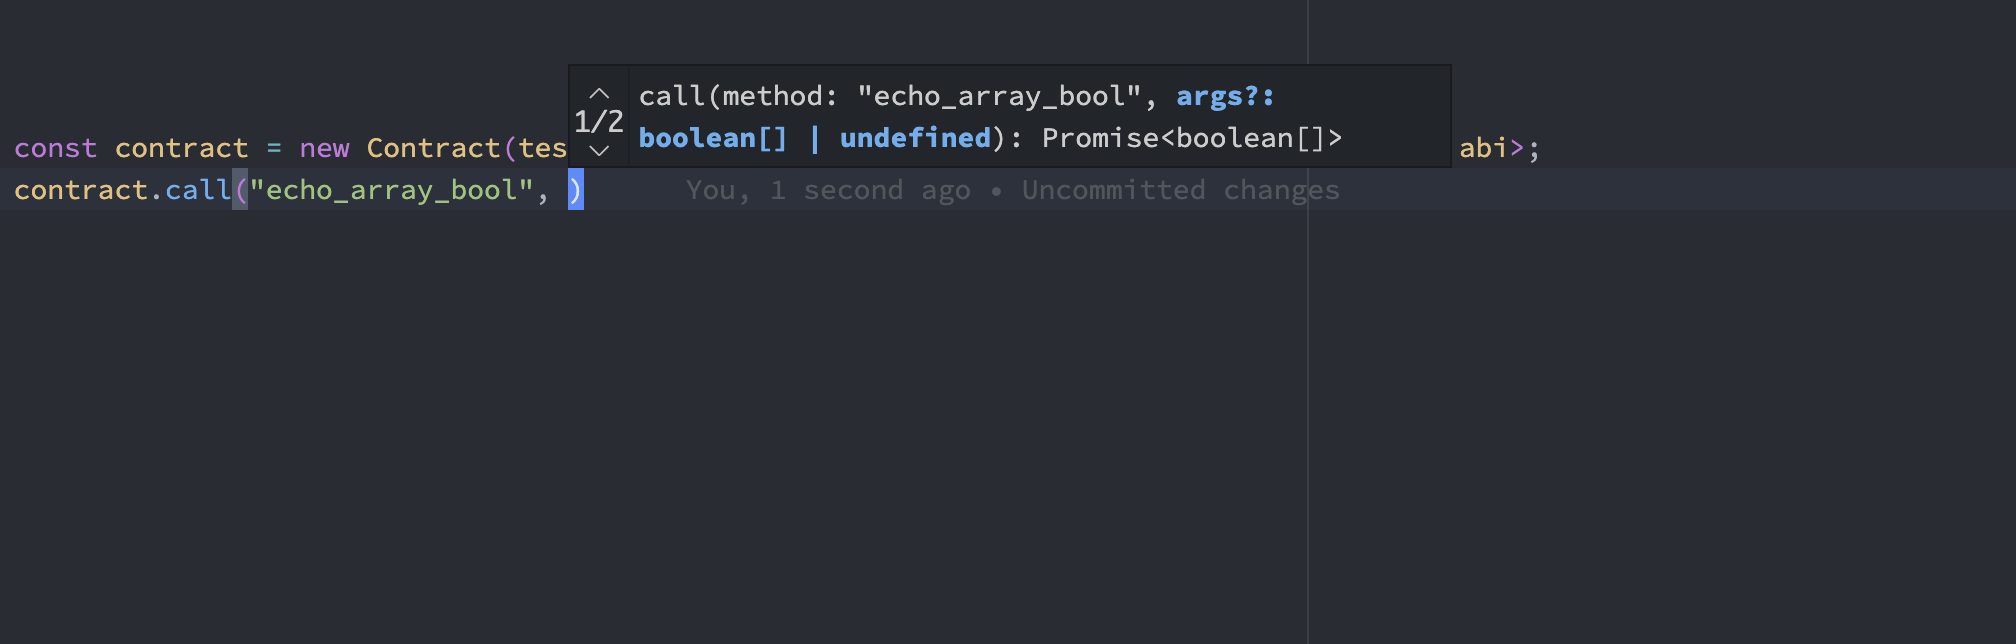 call(method: "echo_array_bool", args?:
1/2
boolean[] | undefined): Promise<boolean[]>
const contract = new Contract(tes abi>;
contract.call("echo_array_bool", ) You, 1 second ago • Uncommitted changes